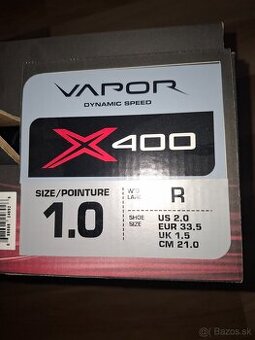 VAPOR
DYNAMIC SPEED
X400
SIZE/POINTURE
1.0
R
SHOE SIZE
US 2.0
EUR 33.5
UK 1.5
CM 21.0
Bazos.sk